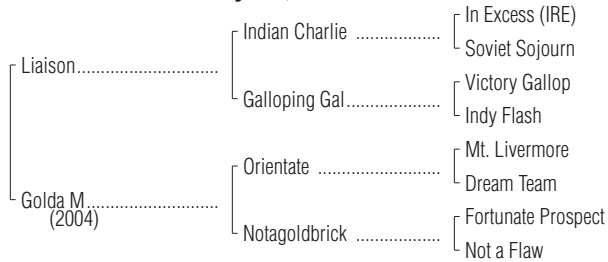 In Excess (IRE)
Indian Charlie ....................
Soviet Sojourn
Liaison..................................
Victory Gallop
Galloping Gal.......................
Indy Flash
Mt. Livermore
Orientate .............................
Dream Team
Golda M................................
(2004)
Fortunate Prospect
Notagoldbrick ....................
Not a Flaw